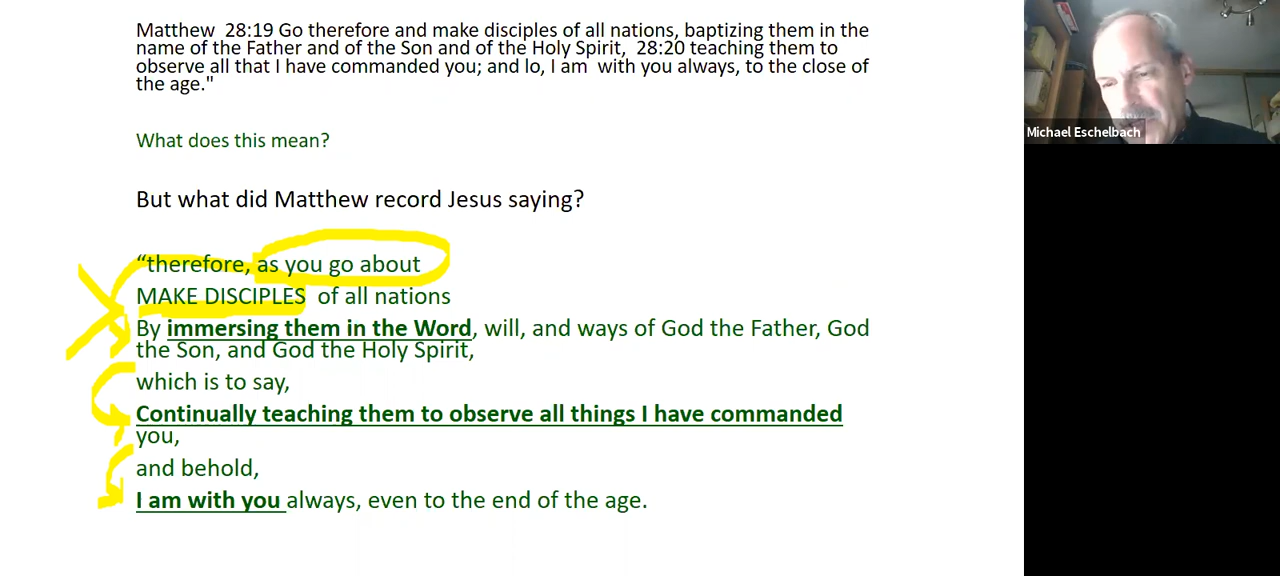 Matthew  28:19 Go therefore and make disciples of all nations, baptizing them in the
name of the Father and of the Son and of the Holy Spirit,  28:20 teaching them to
observe all that I have commanded you; and lo, I am  with you always, to the close of
the age."
What does this mean?
But what did Matthew record Jesus saying?
“therefore, as you go about
MAKE DISCIPLES  of all nations
By immersing them in the Word, will, and ways of God the Father, God
the Son, and God the Holy Spirit,
which is to say,
Continually teaching them to observe all things I have commanded
you,
and behold,
I am with you always, even to the end of the age.
Michael Eschelbach